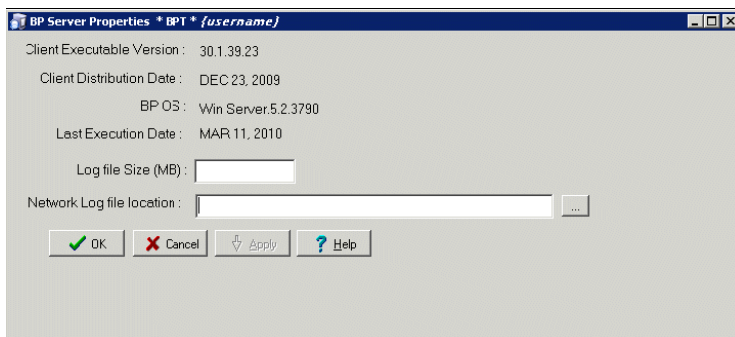 BP Server Properties * BPT * {username}
Client Executable Version : 30.1.39.23
Client Distribution Date : DEC 23, 2009
BP OS : Win Server.5.2.3790
Last Execution Date : MAR 11, 2010
Log file Size (MB) :
Network Log file location : ...
OK Cancel Apply Help